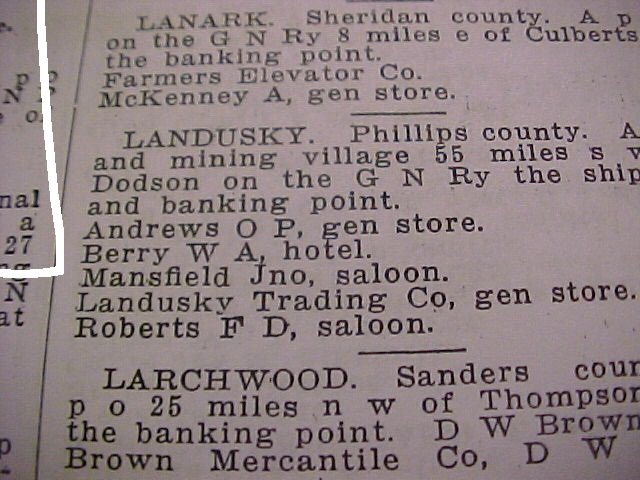 LANARK. Sheridan county. A p
on the G N Ry 8 miles e of Culberts
the banking point.
Farmers Elevator Co.
McKenney A, gen store.
LANDUSKY. Phillips county. A
and mining village 55 miles s w
Dodson on the G N Ry the ship
and banking point.
Andrews O P, gen store.
Berry W A, hotel.
Mansfield Jno, saloon.
Landusky Trading Co, gen store.
Roberts F D, saloon.
LARCHWOOD. Sanders coun
p o 25 miles n w of Thompson
the banking point. D W Brown
Brown Mercantile Co, D W
nal
a
27
N
at
p